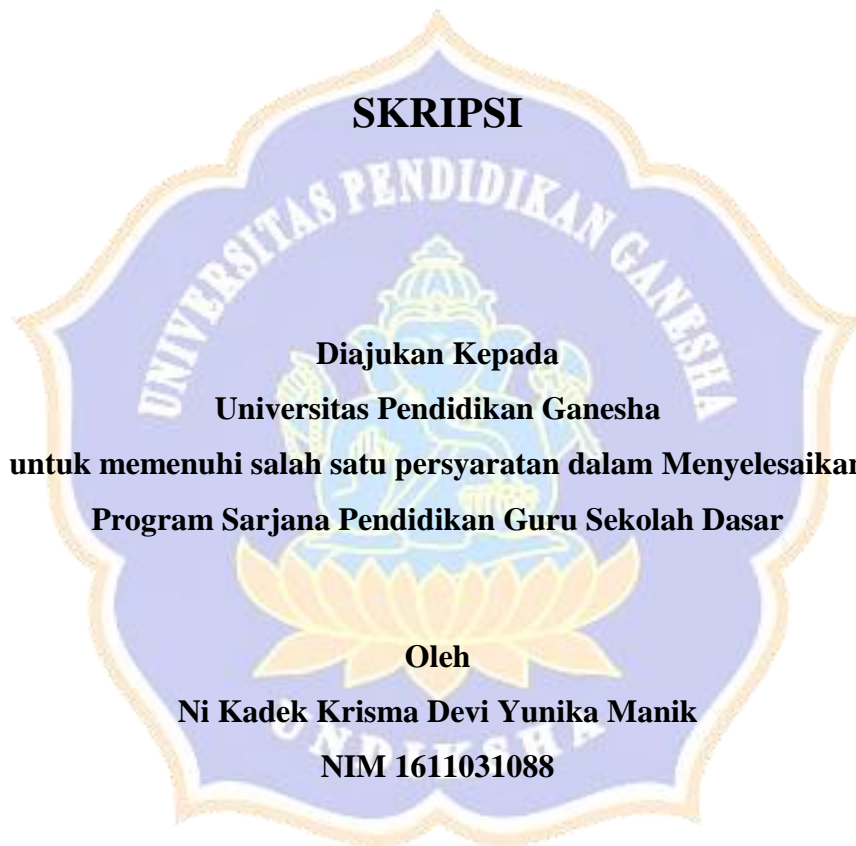 SKRIPSI
UNIVERSITAS PENDIDIKAN GANESHA
Diajukan Kepada
Universitas Pendidikan Ganesha
untuk memenuhi salah satu persyaratan dalam Menyelesaikan
Program Sarjana Pendidikan Guru Sekolah Dasar
Oleh
Ni Kadek Krisma Devi Yunika Manik
UNDIKSHA
NIM 1611031088